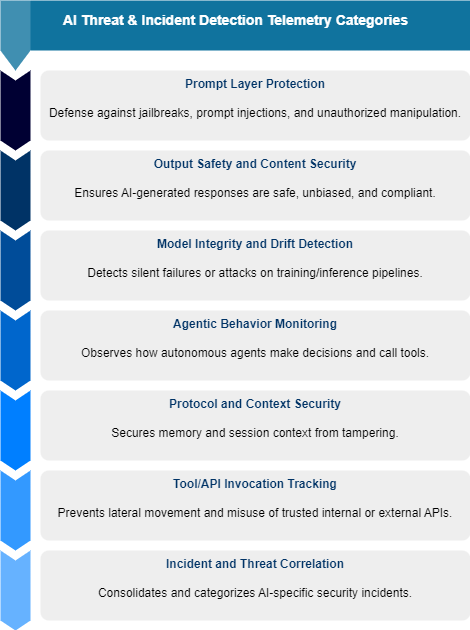 AI Threat & Incident Detection Telemetry Categories
Prompt Layer Protection
Defense against jailbreaks, prompt injections, and unauthorized manipulation.
Output Safety and Content Security
Ensures AI-generated responses are safe, unbiased, and compliant.
Model Integrity and Drift Detection
Detects silent failures or attacks on training/inference pipelines.
Agentic Behavior Monitoring
Observes how autonomous agents make decisions and call tools.
Protocol and Context Security
Secures memory and session context from tampering.
Tool/API Invocation Tracking
Prevents lateral movement and misuse of trusted internal or external APIs.
Incident and Threat Correlation
Consolidates and categorizes AI-specific security incidents.